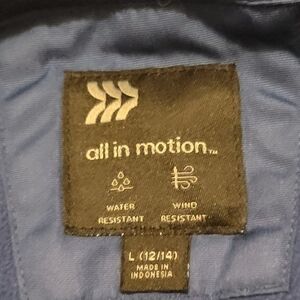 all in motion™
WATER WIND
RESISTANT RESISTANT
L (12/14)
MADE IN
INDONESIA